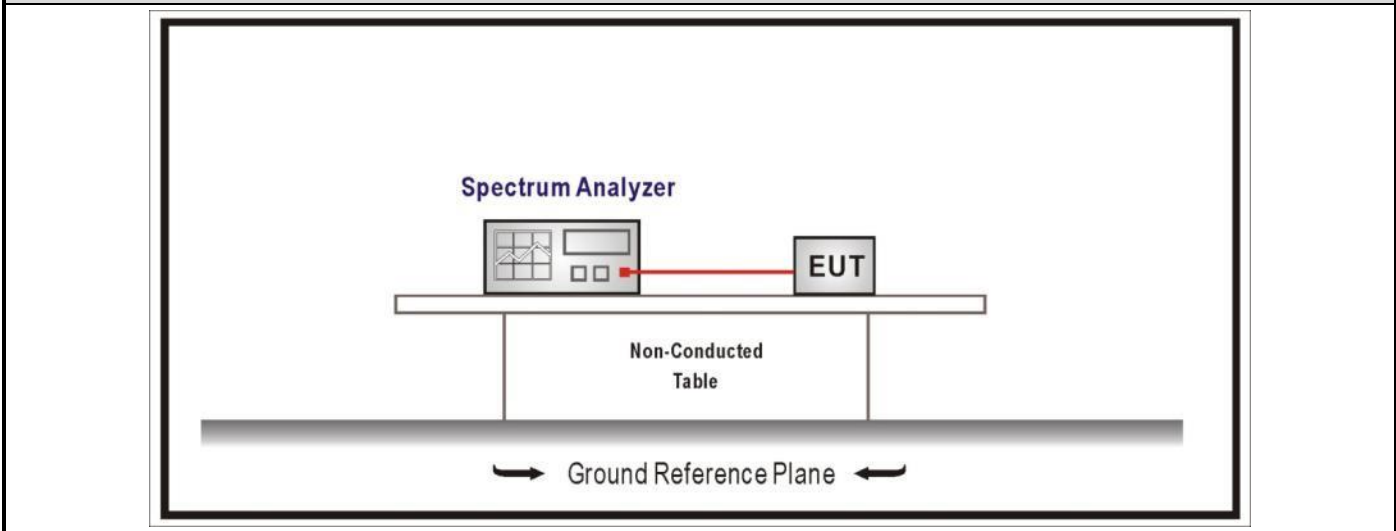 Spectrum Analyzer
EUT
Non-Conducted
Table
Ground Reference Plane